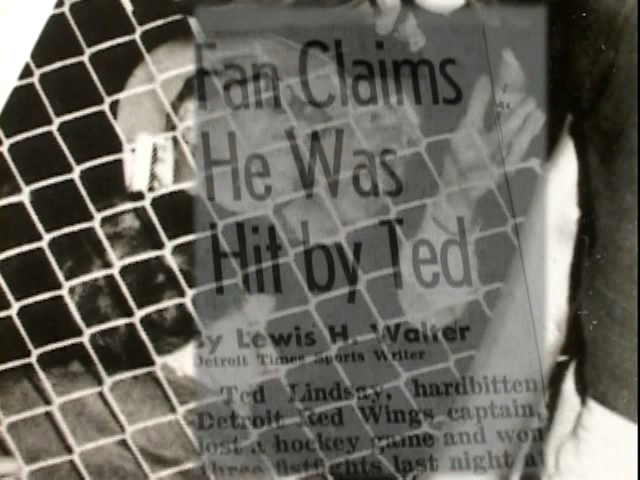 Fan Claims
He Was
Hit by Ted
By Lewis H. Walter
Detroit Times Sports Writer
Ted Lindsay, hardbitten
Detroit Red Wings captain,
lost a hockey game and won
three fistfights last night at